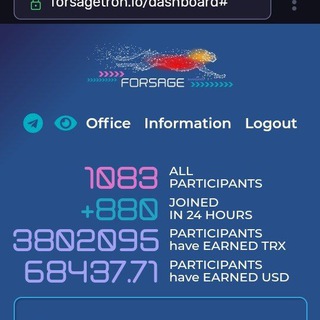 forsagetron.io/dashboard#
FORSAGE
Office Information Logout
1083 ALL PARTICIPANTS
+880 JOINED IN 24 HOURS
3802095 PARTICIPANTS have EARNED TRX
68437.71 PARTICIPANTS have EARNED USD